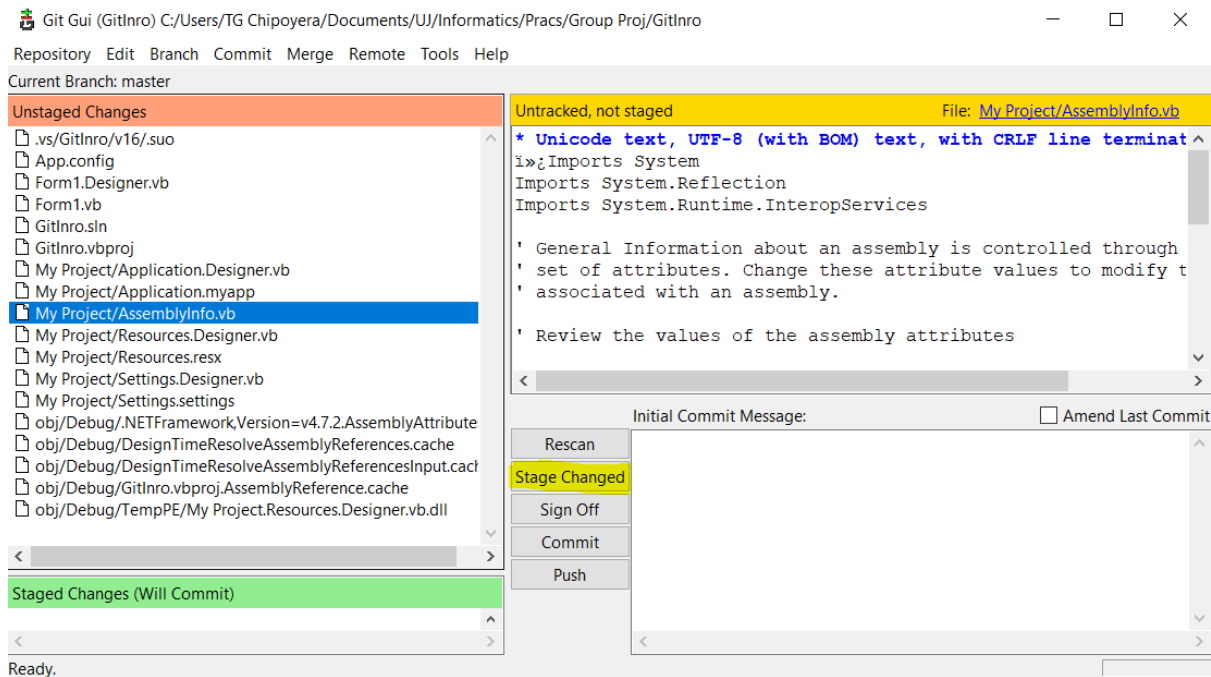 Git Gui (GitInro) C:/Users/TG Chipoyera/Documents/UJ/Informatics/Pracs/Group Proj/GitInro
Repository Edit Branch Commit Merge Remote Tools Help
Current Branch: master
Unstaged Changes
.vs/GitInro/v16/.suo
App.config
Form1.Designer.vb
Form1.vb
GitInro.sln
GitInro.vbproj
My Project/Application.Designer.vb
My Project/Application.myapp
My Project/AssemblyInfo.vb
My Project/Resources.Designer.vb
My Project/Resources.resx
My Project/Settings.Designer.vb
My Project/Settings.settings
obj/Debug/.NETFramework,Version=v4.7.2.AssemblyAttribute
obj/Debug/DesignTimeResolveAssemblyReferences.cache
obj/Debug/DesignTimeResolveAssemblyReferencesInput.cach
obj/Debug/GitInro.vbproj.AssemblyReference.cache
obj/Debug/TempPE/My Project.Resources.Designer.vb.dll
Staged Changes (Will Commit)
Untracked, not staged File: My Project/AssemblyInfo.vb
* Unicode text, UTF-8 (with BOM) text, with CRLF line terminat
ï»¿Imports System
Imports System.Reflection
Imports System.Runtime.InteropServices
' General Information about an assembly is controlled through
' set of attributes. Change these attribute values to modify t
' associated with an assembly.
' Review the values of the assembly attributes
Initial Commit Message: Amend Last Commit
Rescan
Stage Changed
Sign Off
Commit
Push
Ready.